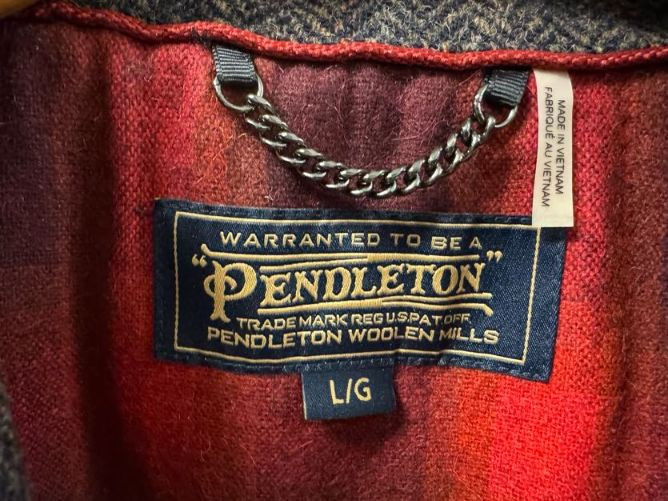 MADE IN VIETNAM
FABRIQUÉ AU VIETNAM
WARRANTED TO BE A
"PENDLETON"
TRADE MARK REG U.S.PAT.OFF.
PENDLETON WOOLEN MILLS
L/G